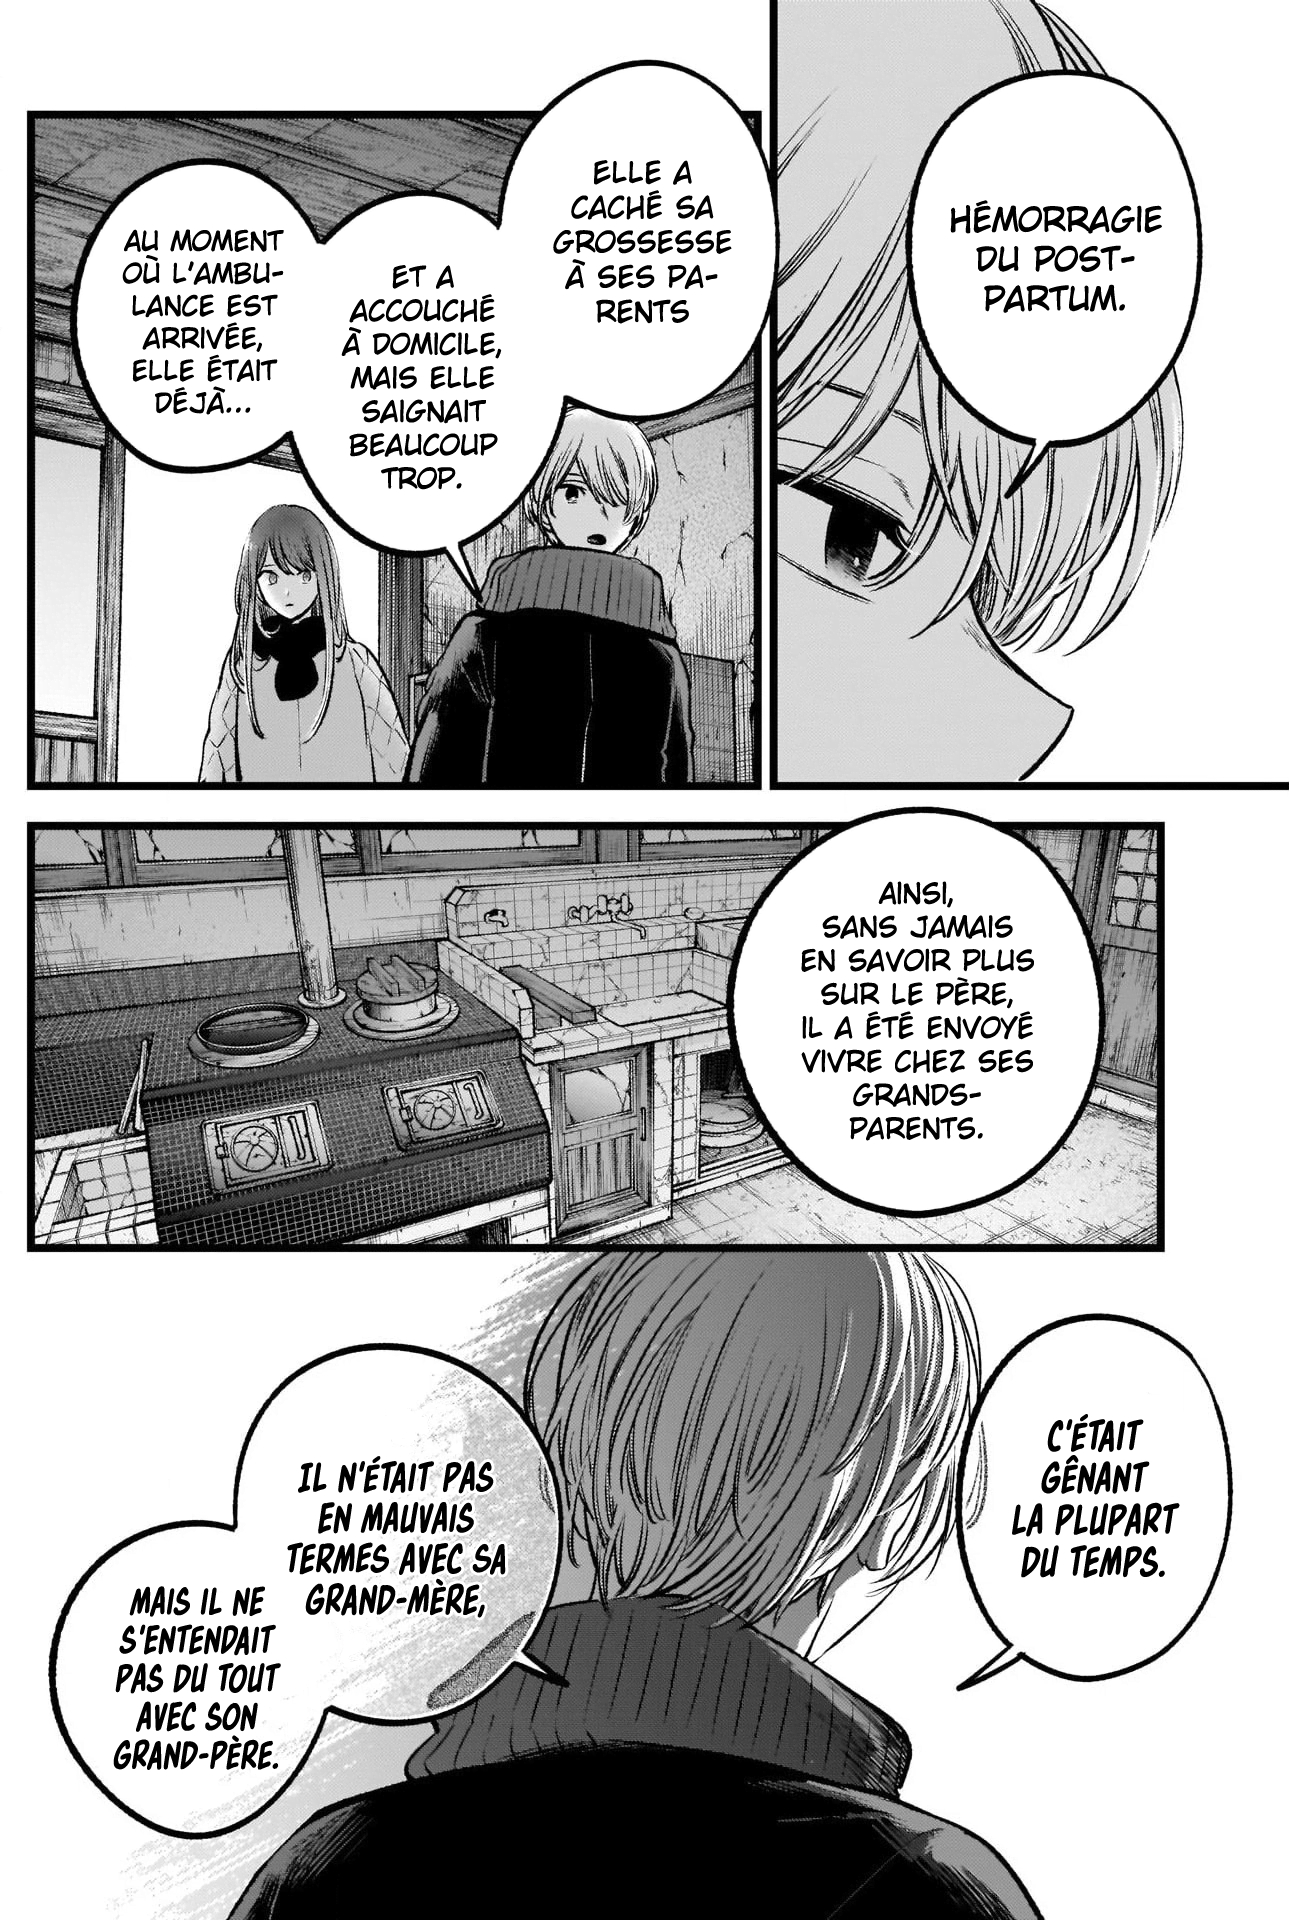 HÉMORRAGIE
DU POST-
PARTUM.
ELLE A
CACHÉ SA
GROSSESSE
À SES PA-
RENTS
ET A
ACCOUCHÉ
À DOMICILE,
MAIS ELLE
SAIGNAIT
BEAUCOUP
TROP.
AU MOMENT
OÙ L'AMBU-
LANCE EST
ARRIVÉE,
ELLE ÉTAIT
DÉJÀ...
AINSI,
SANS JAMAIS
EN SAVOIR PLUS
SUR LE PÈRE,
IL A ÉTÉ ENVOYÉ
VIVRE CHEZ SES
GRANDS-
PARENTS.
C'ÉTAIT
GÊNANT
LA PLUPART
DU TEMPS.
IL N'ÉTAIT PAS
EN MAUVAIS
TERMES AVEC SA
GRAND-MÈRE,
MAIS IL NE
S'ENTENDAIT
PAS DU TOUT
AVEC SON
GRAND-PÈRE.